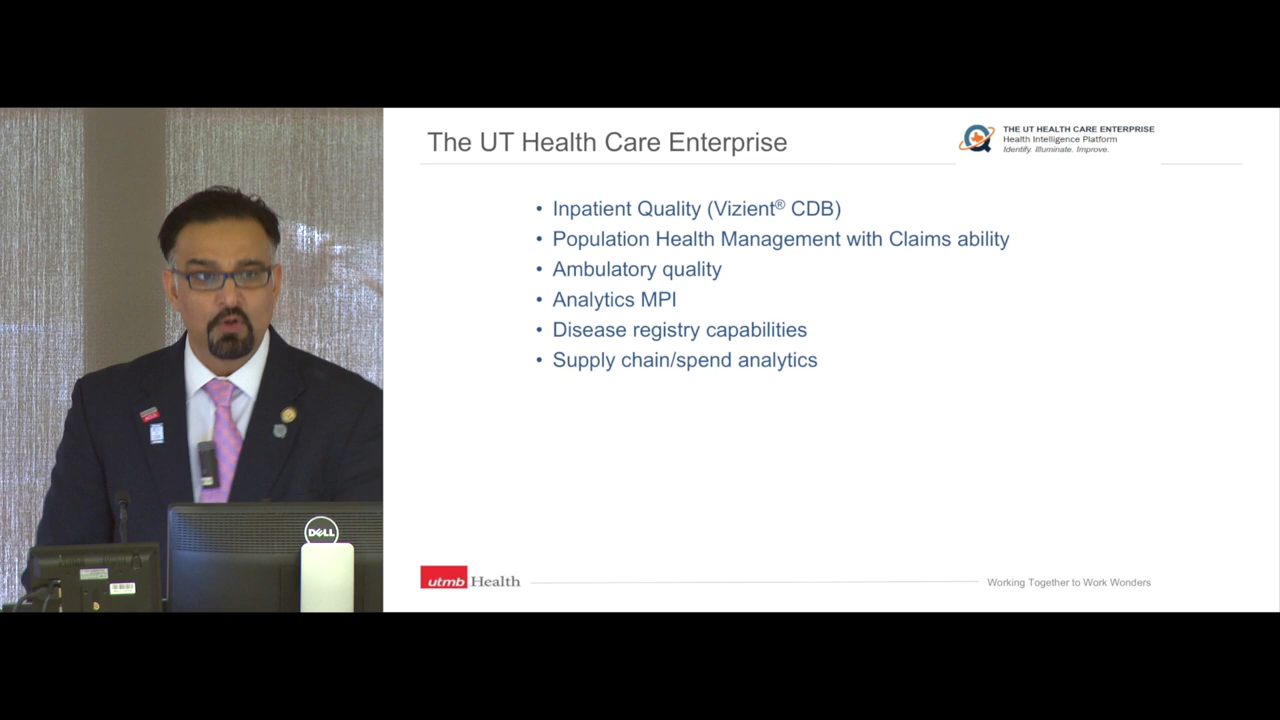 The UT Health Care Enterprise
THE UT HEALTH CARE ENTERPRISE
Health Intelligence Platform
Identify. Illuminate. Improve.
• Inpatient Quality (Vizient® CDB)
• Population Health Management with Claims ability
• Ambulatory quality
• Analytics MPI
• Disease registry capabilities
• Supply chain/spend analytics
DELL
utmb Health
Working Together to Work Wonders